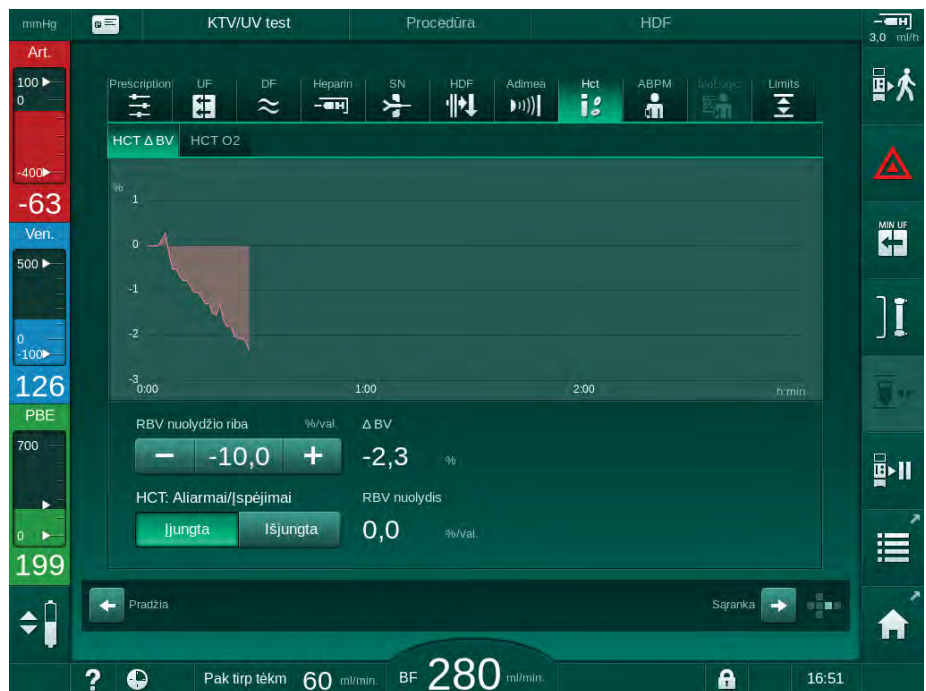 mmHg
KTV/UV test
Procedūra
HDF
3,0 ml/h
Art.
100
0
-400
-63
Ven.
500
0
-100
126
PBE
700
0
199
Prescription
UF
DF
Heparin
SN
HDF
Adimea
Hct
ABPM
bioLogic
Limits
HCT Δ BV
HCT O2
%
1
0
-1
-2
-3
0:00
1:00
2:00
h:min
RBV nuolydžio riba
%/val.
Δ BV
-10,0
-2,3
%
HCT: Aliarmai/Įspėjimai
RBV nuolydis
Įjungta
Išjungta
0,0
%/val.
MIN UF
Pradžia
Sąranka
?
Pak tirp tėkm
60
ml/min.
BF
280
ml/min.
16:51